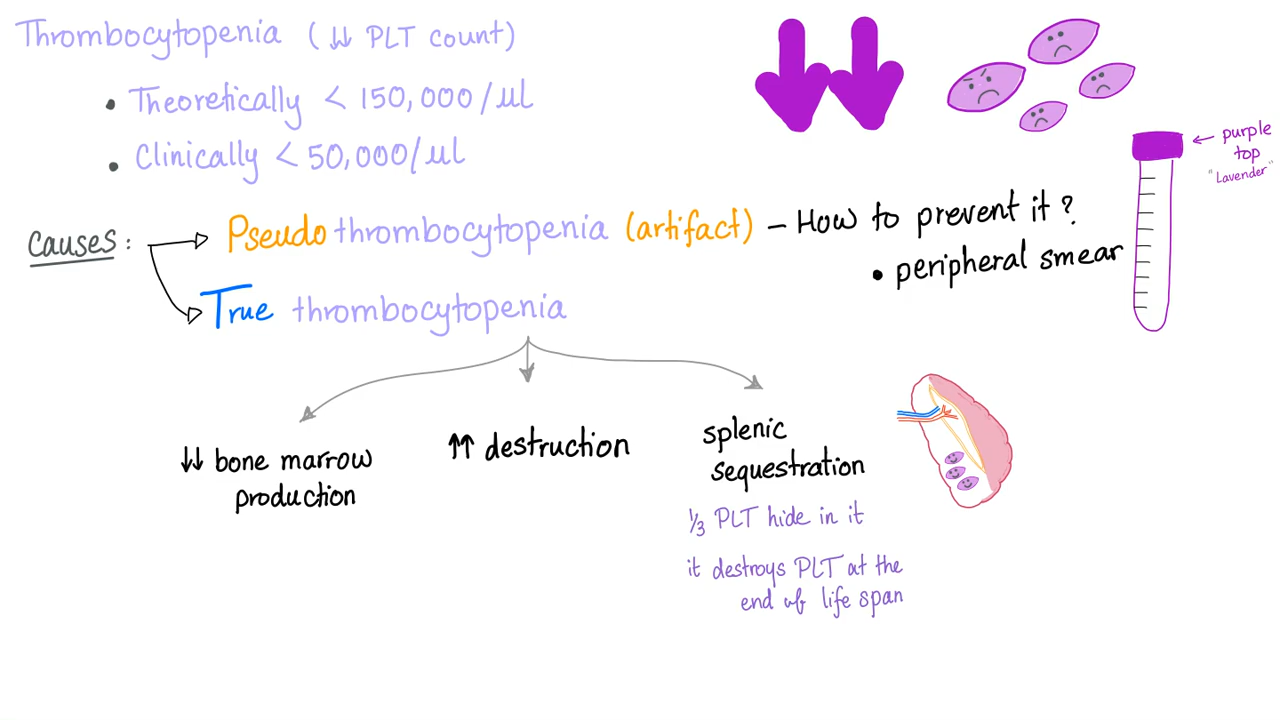 Thrombocytopenia (↓↓ PLT count)
• Theoretically < 150,000/μl
• Clinically < 50,000/μl
purple
top
"Lavender"
Causes:
Pseudothrombocytopenia (artifact) – How to prevent it?
• peripheral smear
True thrombocytopenia
↓↓ bone marrow
production
↑↑ destruction
splenic
sequestration
1/3 PLT hide in it
it destroys PLT at the
end of life span